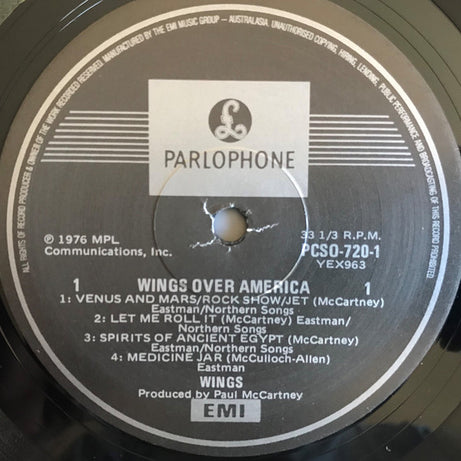 ALL RIGHTS OF RECORD PRODUCER & OWNER OF THE WORK RECORDED RESERVED. MANUFACTURED BY THE EMI MUSIC GROUP – AUSTRALASIA. UNAUTHORISED COPYING, HIRING, LENDING, PUBLIC PERFORMANCE AND BROADCASTING OF THIS RECORD PROHIBITED
£
PARLOPHONE
℗ 1976 MPL
Communications, Inc.
33 1/3 R.P.M.
PCSO-720-1
YEX963
1 WINGS OVER AMERICA 1
1: VENUS AND MARS/ROCK SHOW/JET (McCartney)
Eastman/Northern Songs
2: LET ME ROLL IT (McCartney) Eastman/
Northern Songs
3: SPIRITS OF ANCIENT EGYPT (McCartney)
Eastman/Northern Songs
4: MEDICINE JAR (McCulloch-Allen)
Eastman
WINGS
Produced by Paul McCartney
EMI